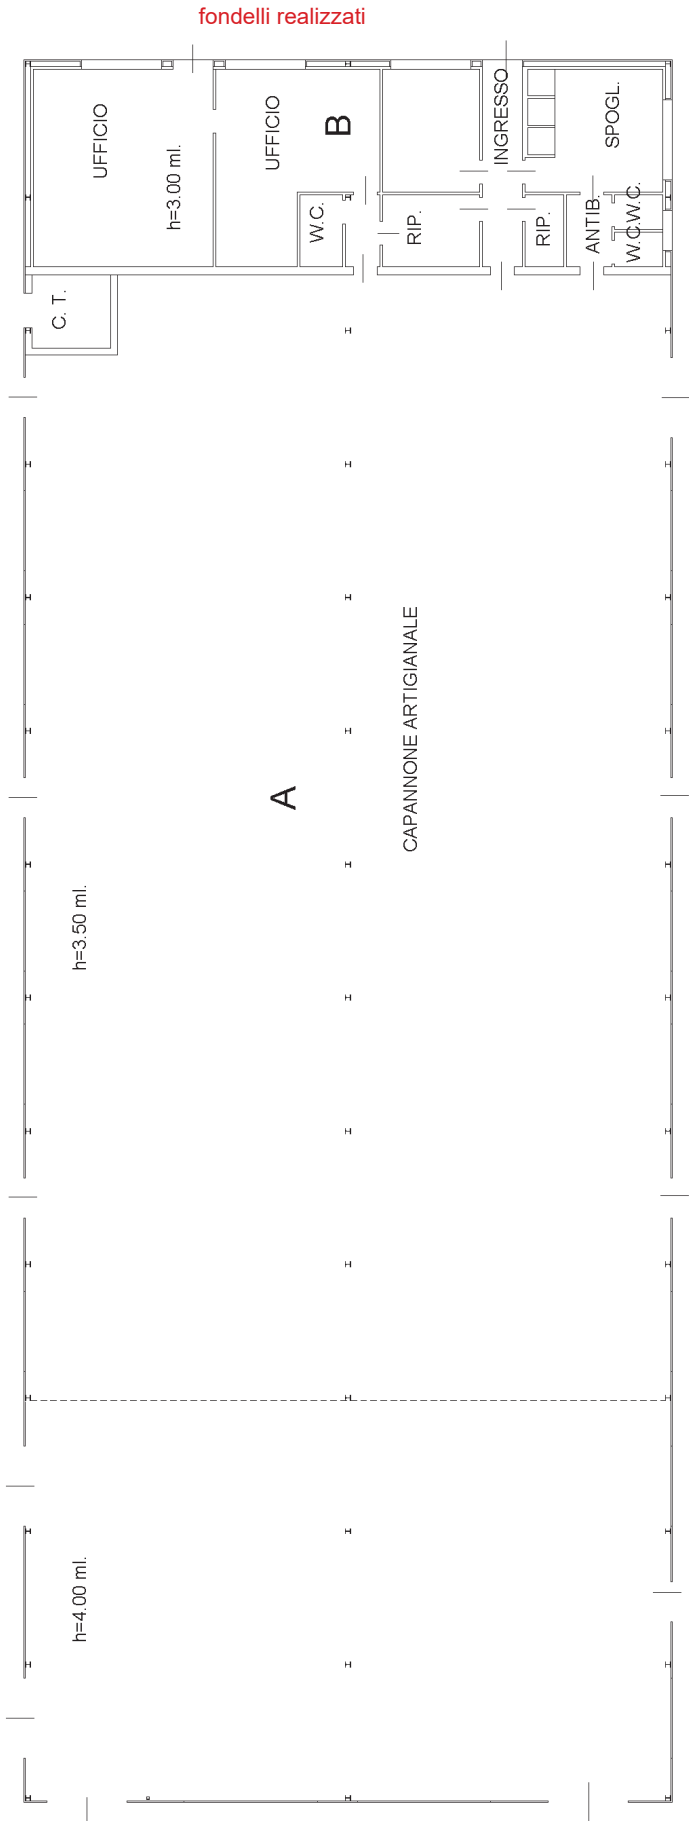 fondelli realizzati
UFFICIO
h=3.00 ml.
UFFICIO
B
INGRESSO
SPOGL.
W.C.
RIP.
RIP.
ANTIB.
W.C.
W.C.
C. T.
CAPANNONE ARTIGIANALE
A
h=3.50 ml.
h=4.00 ml.